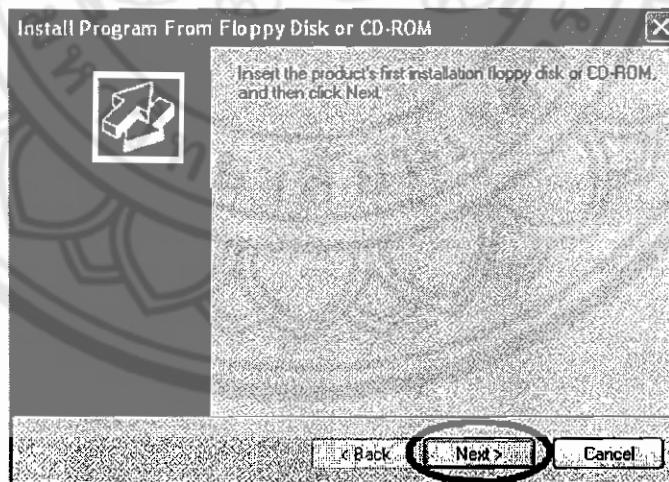 Install Program From Floppy Disk or CD-ROM
Insert the product's first installation floppy disk or CD-ROM,
and then click Next.
< Back Next > Cancel